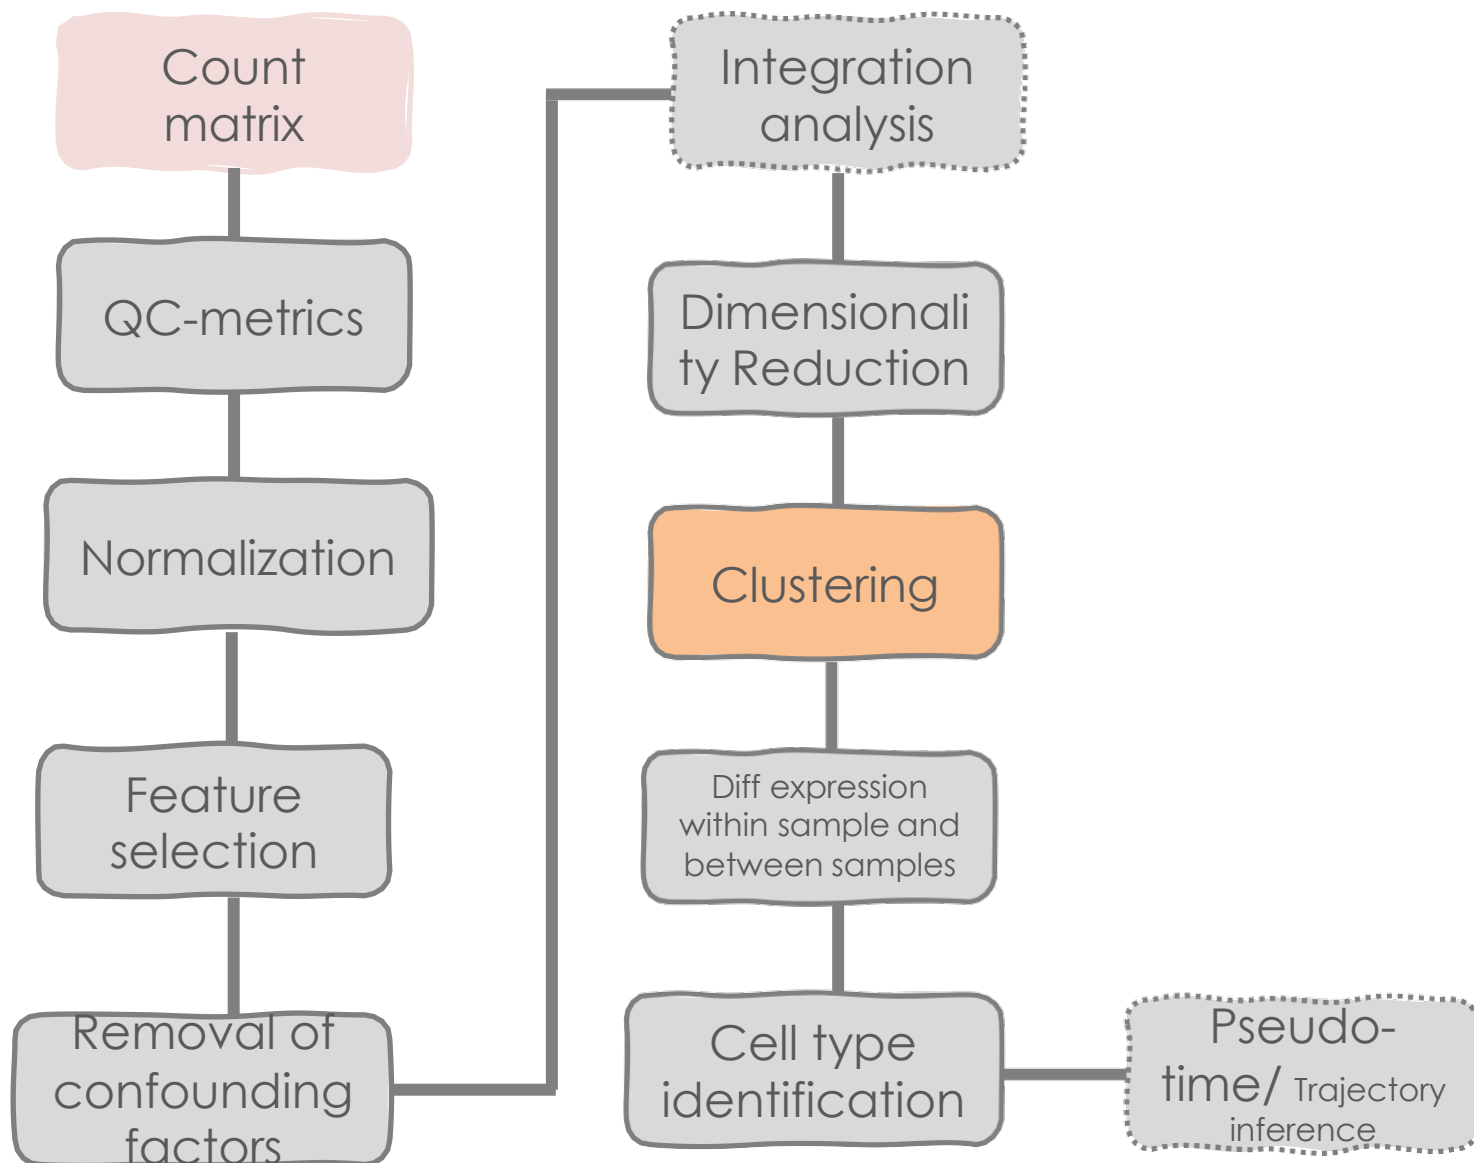 Count
matrix
QC-metrics
Normalization
Feature
selection
Removal of
confounding
factors
Integration
analysis
Dimensionali
ty Reduction
Clustering
Diff expression
within sample and
between samples
Cell type
identification
Pseudo-
time/ Trajectory
inference